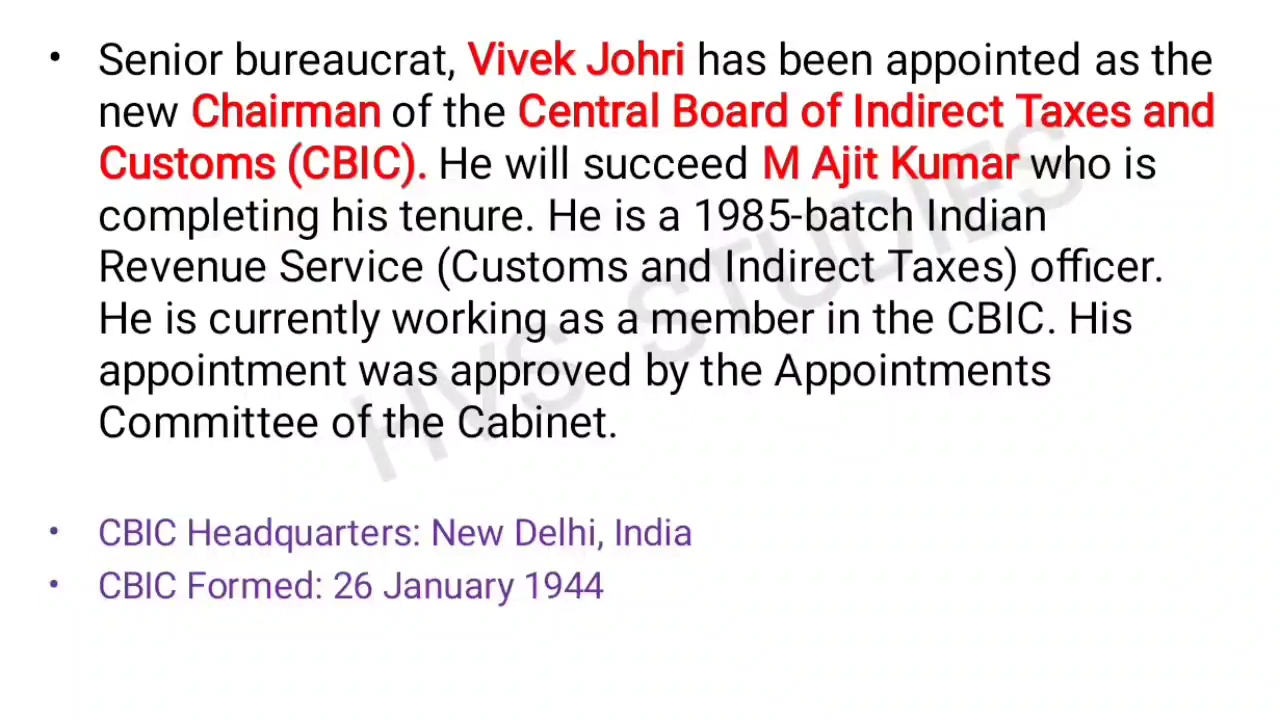 • Senior bureaucrat, Vivek Johri has been appointed as the
new Chairman of the Central Board of Indirect Taxes and
Customs (CBIC). He will succeed M Ajit Kumar who is
completing his tenure. He is a 1985-batch Indian
Revenue Service (Customs and Indirect Taxes) officer.
He is currently working as a member in the CBIC. His
appointment was approved by the Appointments
Committee of the Cabinet.
• CBIC Headquarters: New Delhi, India
• CBIC Formed: 26 January 1944
HVS STUDIES